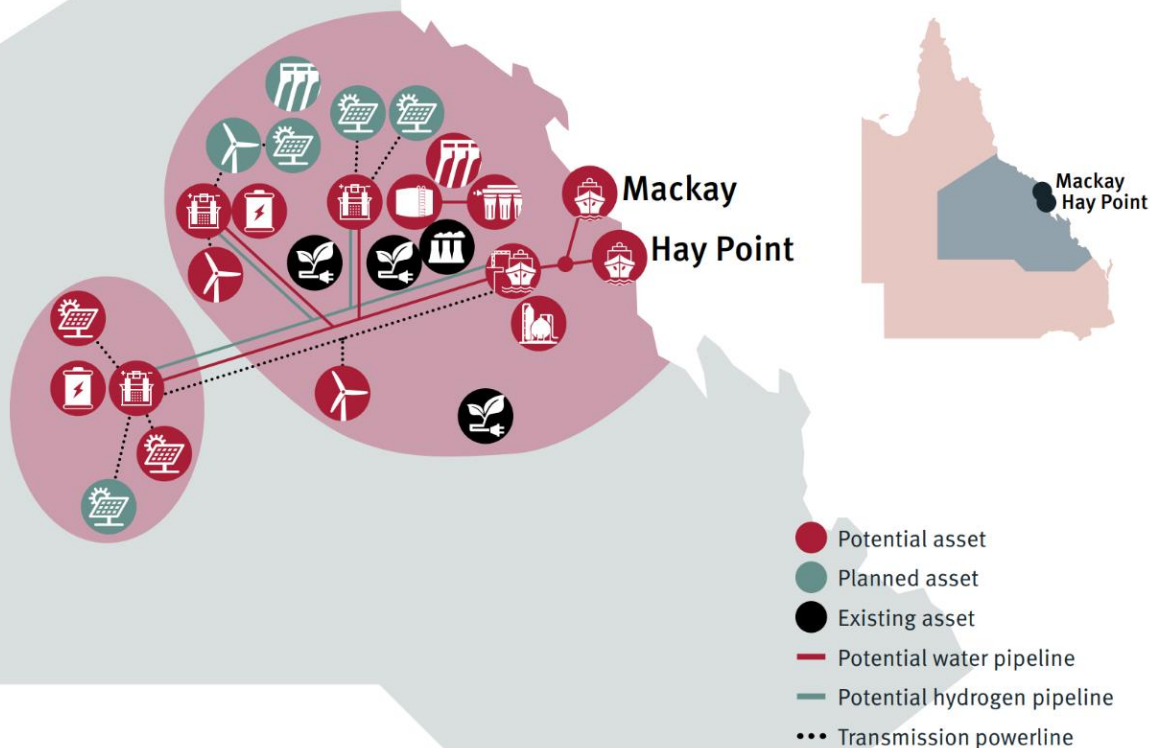 Mackay
Hay Point
Mackay
Hay Point
Potential asset
Planned asset
Existing asset
Potential water pipeline
Potential hydrogen pipeline
Transmission powerline